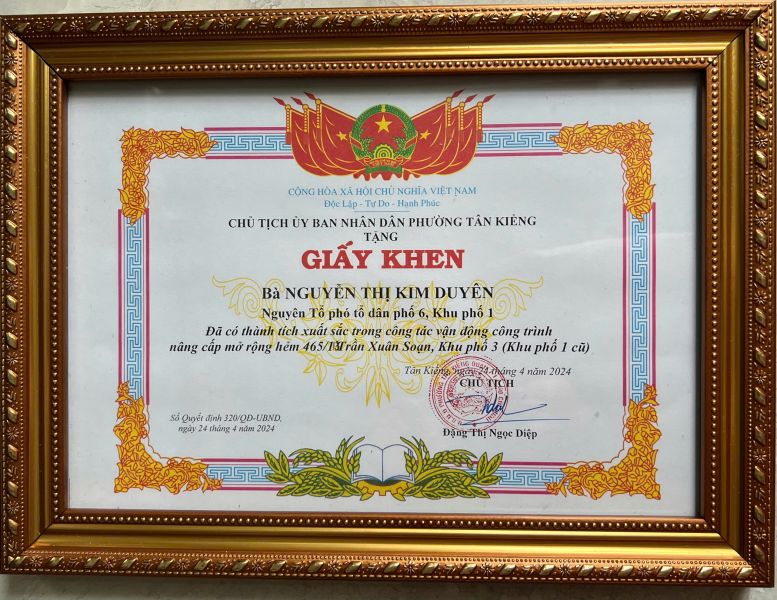 CỘNG HÒA XÃ HỘI CHỦ NGHĨA VIỆT NAM
Độc Lập - Tự Do - Hạnh Phúc
CHỦ TỊCH ỦY BAN NHÂN DÂN PHƯỜNG TÂN KIỂNG
TẶNG
GIẤY KHEN
Bà NGUYỄN THỊ KIM DUYÊN
Nguyên Tổ phó tổ dân phố 6, Khu phố 1
Đã có thành tích xuất sắc trong công tác vận động công trình
nâng cấp mở rộng hẻm Trần Xuân Soạn, Khu phố 3 (Khu phố 1 cũ)
Tân Kiểng, ngày 24 tháng 4 năm 2024
CHỦ TỊCH
Số Quyết định 320/QĐ-UBND,
ngày 24 tháng 4 năm 2024
Đặng Thị Ngọc Diệp